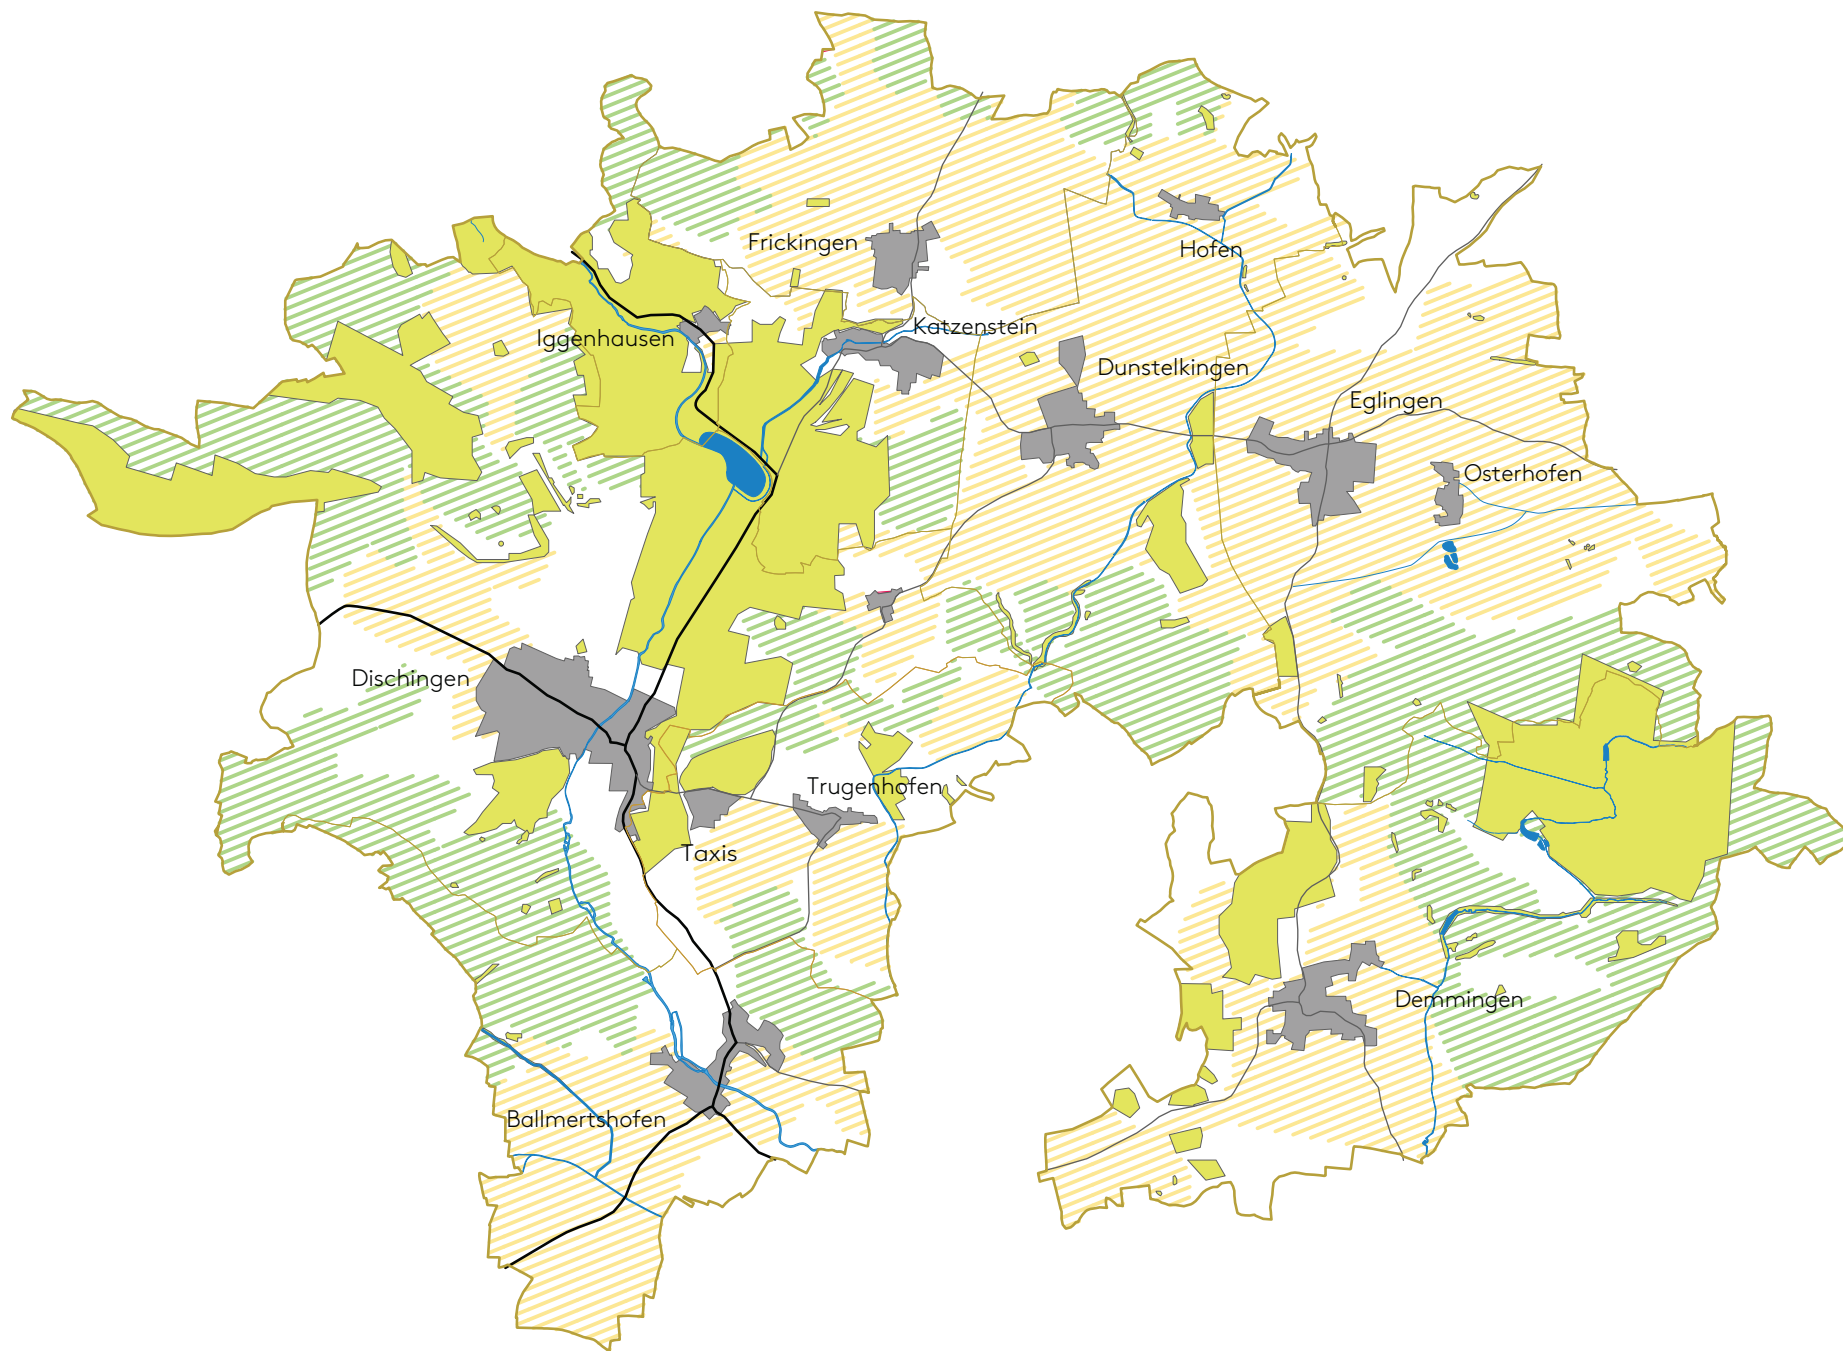 Frickingen
Hofen
Katzenstein
Iggenhausen
Dunstelkingen
Eglingen
Osterhofen
Dischingen
Trugenhofen
Taxis
Demmingen
Ballmertshofen